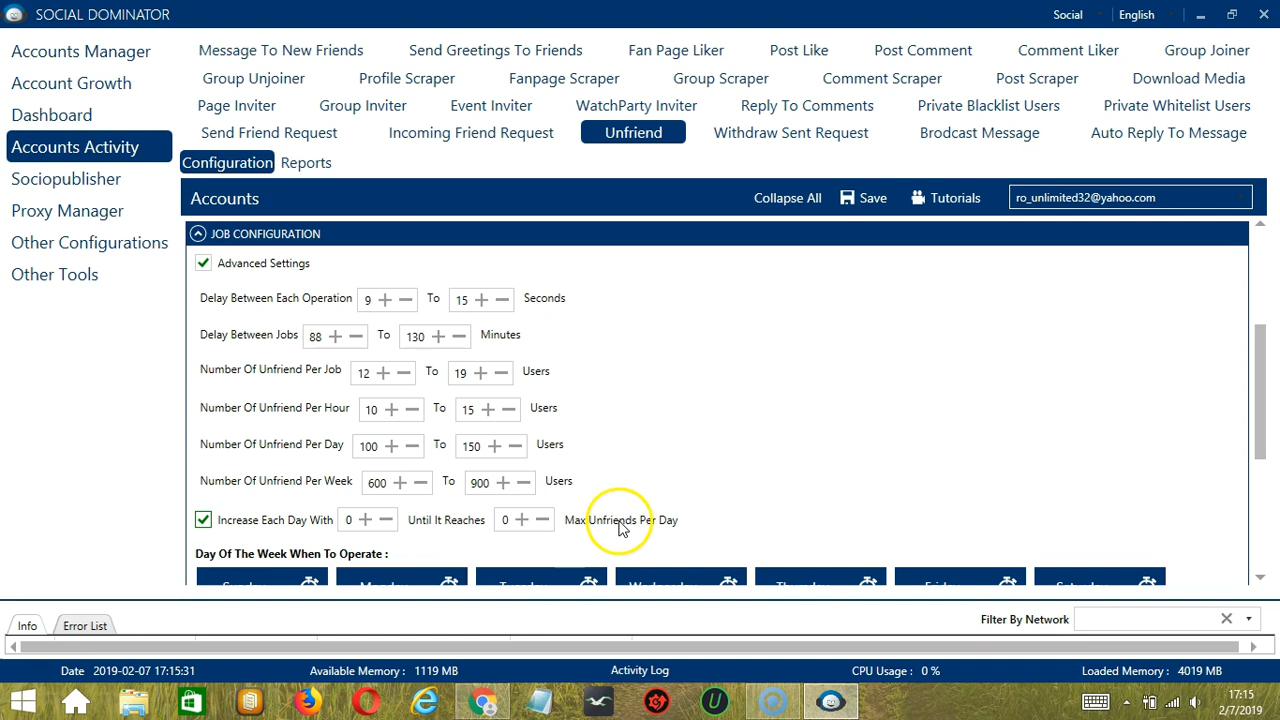 SOCIAL DOMINATOR
Social
English
Accounts Manager
Account Growth
Dashboard
Accounts Activity
Sociopublisher
Proxy Manager
Other Configurations
Other Tools
Message To New Friends Send Greetings To Friends Fan Page Liker Post Like Post Comment Comment Liker Group Joiner
Group Unjoiner Profile Scraper Fanpage Scraper Group Scraper Comment Scraper Post Scraper Download Media
Page Inviter Group Inviter Event Inviter WatchParty Inviter Reply To Comments Private Blacklist Users Private Whitelist Users
Send Friend Request Incoming Friend Request Unfriend Withdraw Sent Request Brodcast Message Auto Reply To Message
Configuration Reports
Accounts Collapse All Save Tutorials ro_unlimited32@yahoo.com
JOB CONFIGURATION
Advanced Settings
Delay Between Each Operation 9 To 15 Seconds
Delay Between Jobs 88 To 130 Minutes
Number Of Unfriend Per Job 12 To 19 Users
Number Of Unfriend Per Hour 10 To 15 Users
Number Of Unfriend Per Day 100 To 150 Users
Number Of Unfriend Per Week 600 To 900 Users
Increase Each Day With 0 Until It Reaches 0 Max Unfriends Per Day
Day Of The Week When To Operate :
Sunday Monday Tuesday Wednesday Thursday Friday Saturday
Info Error List Filter By Network
Date 2019-02-07 17:15:31 Available Memory : 1119 MB Activity Log CPU Usage : 0 % Loaded Memory : 4019 MB
17:15
2/7/2019